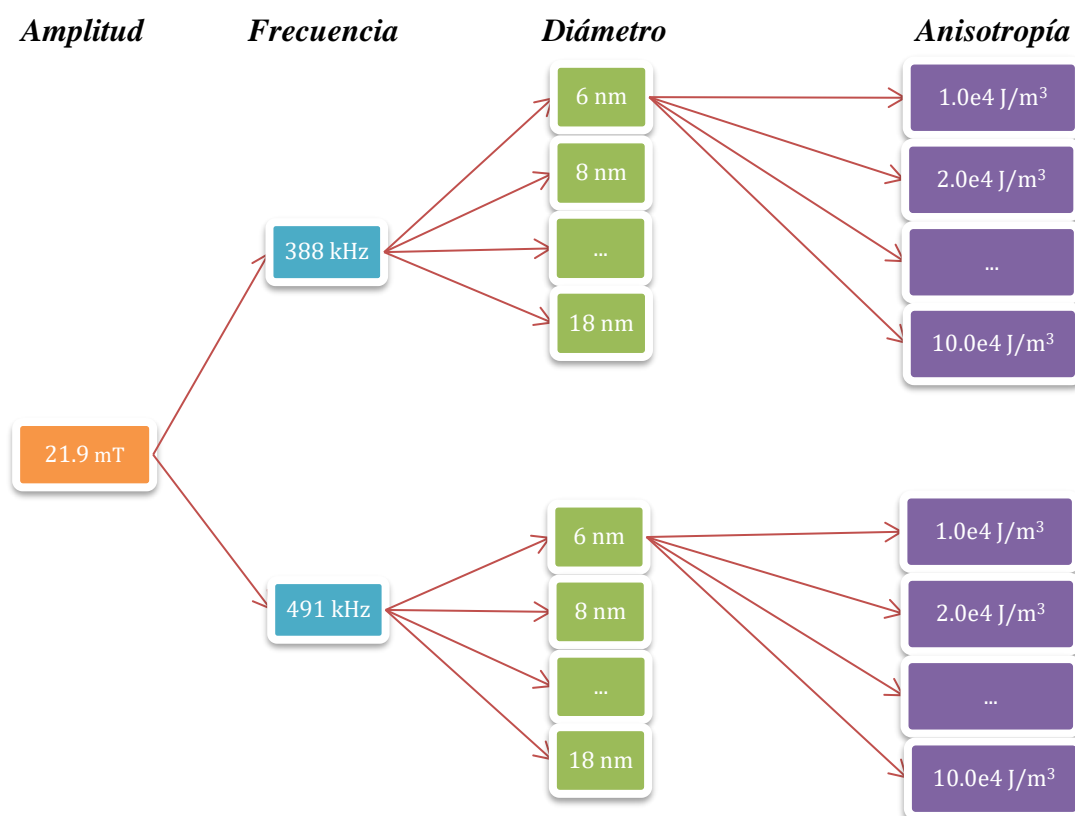 Amplitud Frecuencia Diámetro Anisotropía
6 nm
8 nm
...
18 nm
1.0e4 J/m³
2.0e4 J/m³
...
10.0e4 J/m³
388 kHz
21.9 mT
491 kHz
6 nm
8 nm
...
18 nm
1.0e4 J/m³
2.0e4 J/m³
...
10.0e4 J/m³